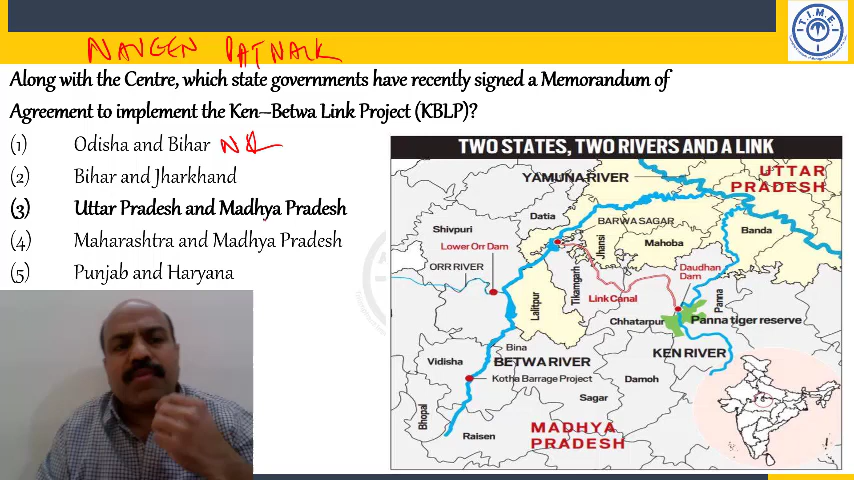 T.I.M.E.
NAVEEN PATNAIK
Along with the Centre, which state governments have recently signed a Memorandum of
Agreement to implement the Ken–Betwa Link Project (KBLP)?
(1) Odisha and Bihar
(2) Bihar and Jharkhand
(3) Uttar Pradesh and Madhya Pradesh
(4) Maharashtra and Madhya Pradesh
(5) Punjab and Haryana
TWO STATES, TWO RIVERS AND A LINK
YAMUNA RIVER
UTTAR
PRADESH
Datia
BARWA SAGAR
Shivpuri
Banda
Lower Orr Dam
Jhansi
Mahoba
ORR RIVER
Daudhan
Dam
Tikamgarh
Link Canal
Panna
Lalitpur
Chhatarpur
Panna tiger reserve
Bina
Vidisha
BETWA RIVER
KEN RIVER
Kotha Barrage Project
Damoh
Sagar
Bhopal
MADHYA
PRADESH
Raisen